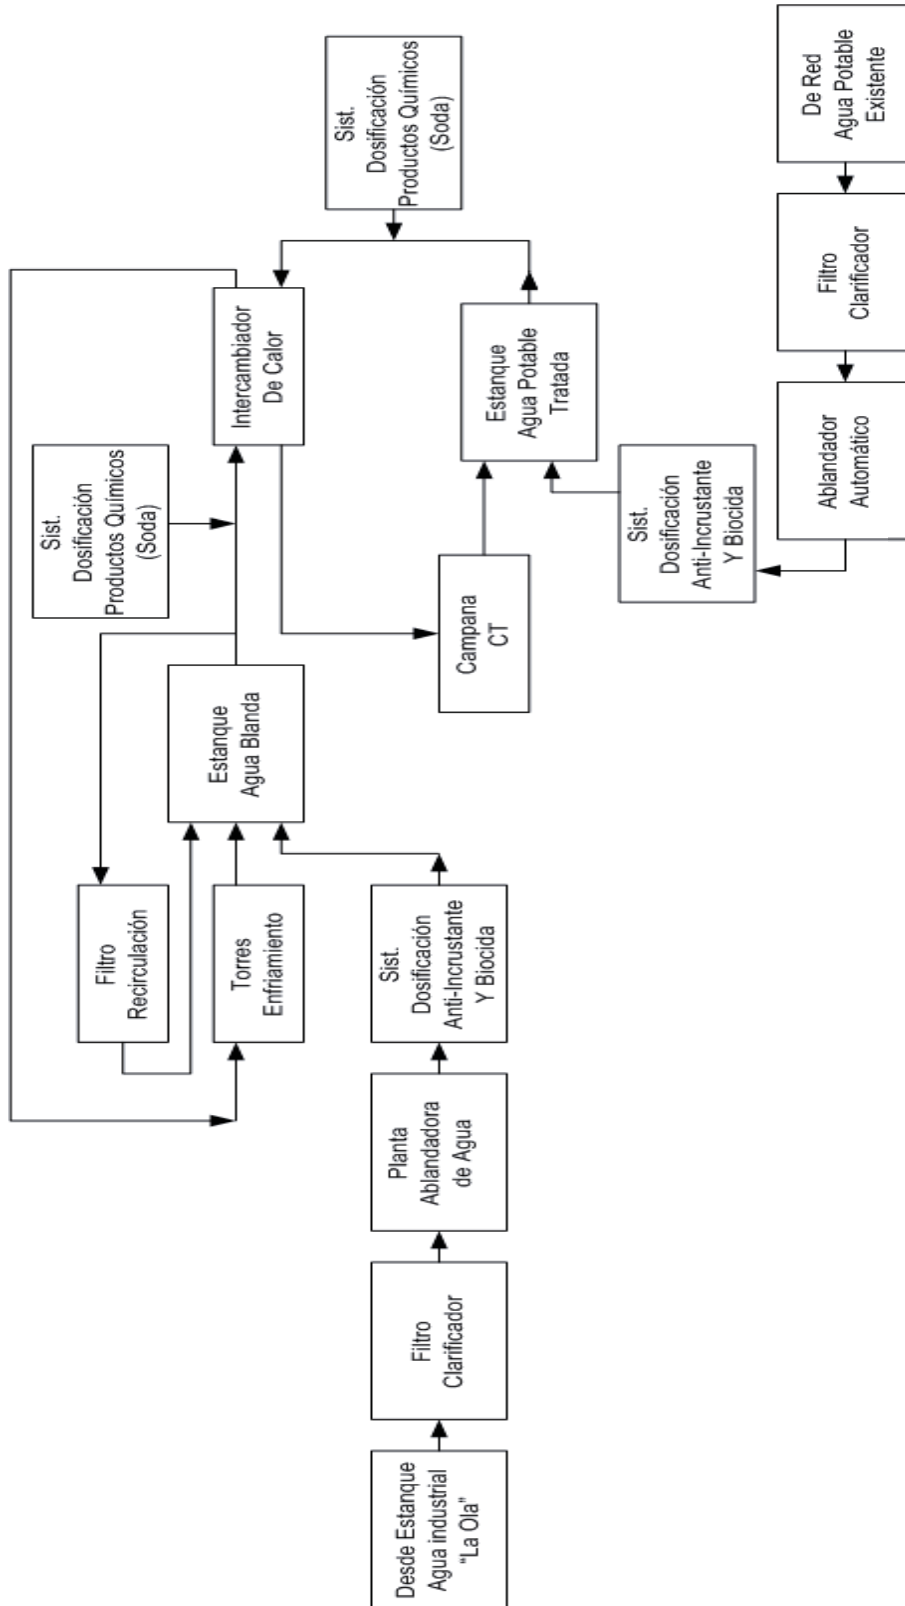 Sist.
Dosificación
Productos Químicos
(Soda)
De Red
Agua Potable
Existente
Sist.
Dosificación
Productos Químicos
(Soda)
Intercambiador
De Calor
Estanque
Agua Potable
Tratada
Filtro
Clarificador
Ablandador
Automático
Sist.
Dosificación
Anti-Incrustante
Y Biocida
Campana
CT
Estanque
Agua Blanda
Filtro
Recirculación
Torres
Enfriamiento
Sist.
Dosificación
Anti-Incrustante
Y Biocida
Planta
Ablandadora
de Agua
Filtro
Clarificador
Desde Estanque
Agua industrial
“La Ola”